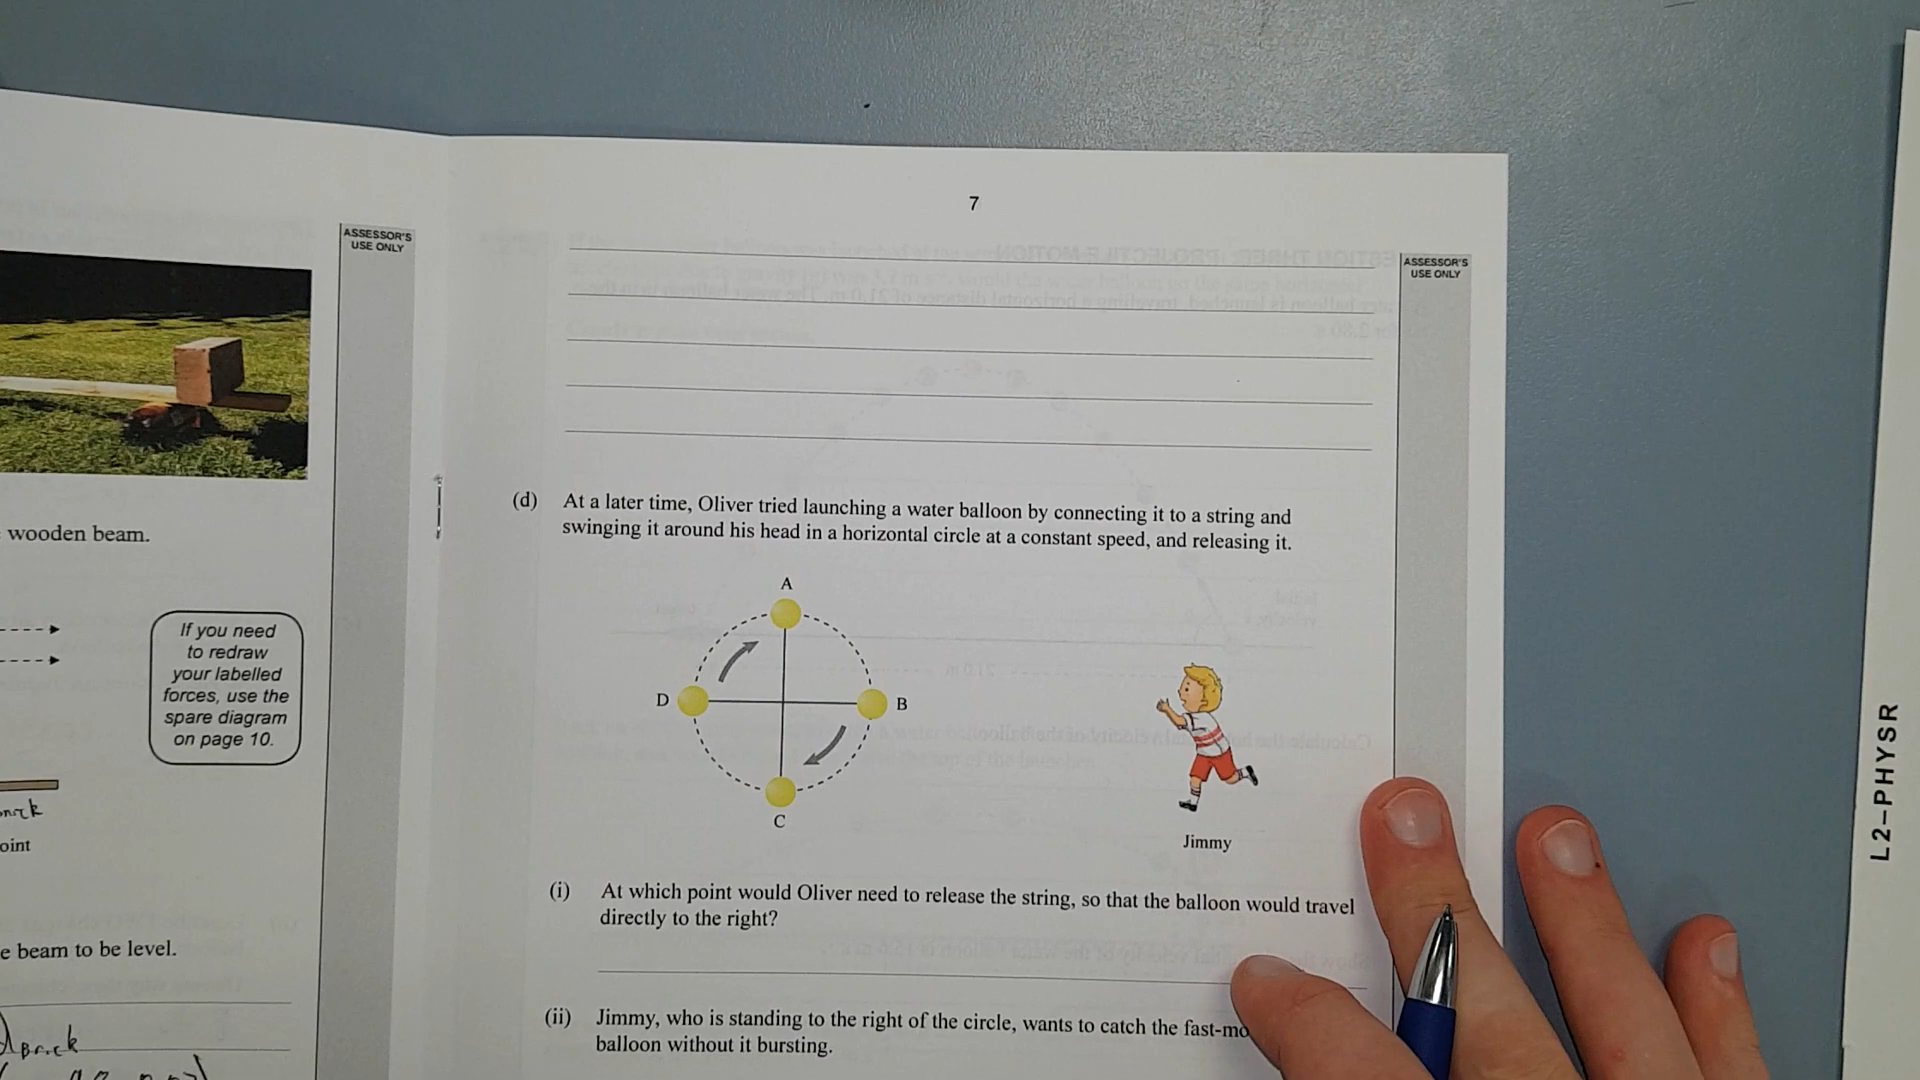 ASSESSOR'S
USE ONLY
wooden beam.
If you need
to redraw
your labelled
forces, use the
spare diagram
on page 10.
oint
e beam to be level.
Brick
7
ASSESSOR'S
USE ONLY
(d) At a later time, Oliver tried launching a water balloon by connecting it to a string and
swinging it around his head in a horizontal circle at a constant speed, and releasing it.
A
D
B
C
Jimmy
(i) At which point would Oliver need to release the string, so that the balloon would travel
directly to the right?
(ii) Jimmy, who is standing to the right of the circle, wants to catch the fast-mo
balloon without it bursting.
L2–PHYSR